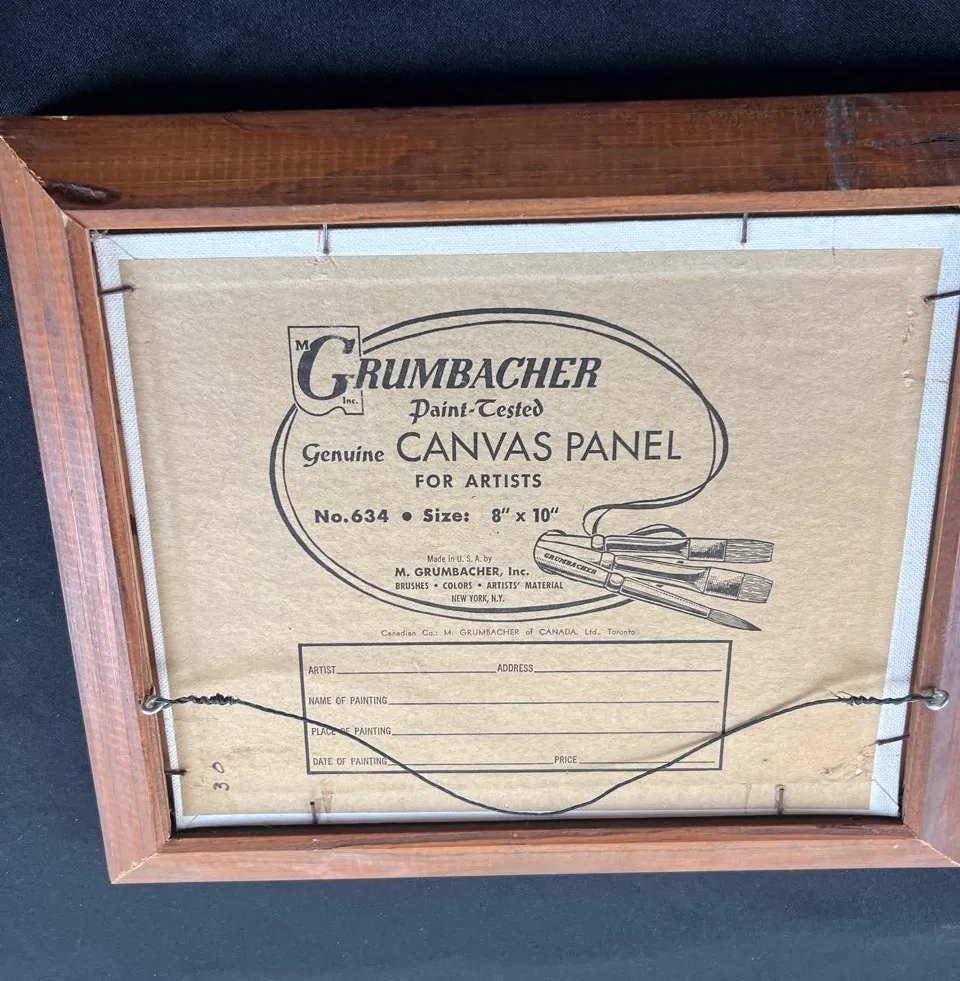 M GRUMBACHER Inc.
Paint-Tested
Genuine CANVAS PANEL
FOR ARTISTS
No.634 • Size: 8" x 10"
GRUMBACHER
Made in U. S. A. by
M. GRUMBACHER, Inc.
BRUSHES • COLORS • ARTISTS' MATERIAL
NEW YORK, N.Y.
Canadian Co.: M. GRUMBACHER of CANADA, Ltd., Toronto
ARTIST ADDRESS
NAME OF PAINTING
PLACE OF PAINTING
DATE OF PAINTING PRICE
30